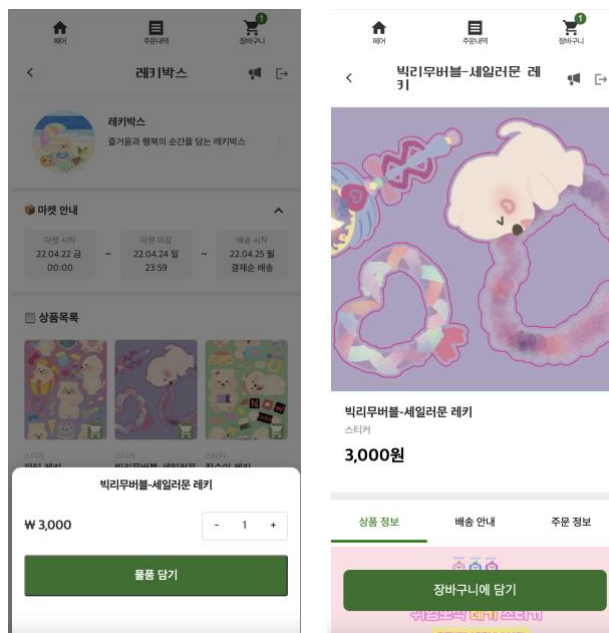 페어
주문내역
1
장바구니
레키박스
레키박스
즐거움과 행복의 순간을 담는 레키박스
마켓 안내
마켓 시작
22.04.22 금
00:00
~
마켓 마감
22.04.24 일
23:59
~
배송 시작
22.04.25 월
결제순 배송
상품목록
스티커
스티커
스티커
빅리무버블-세일러문 레키
₩ 3,000
- 1 +
물품 담기
페어
주문내역
1
장바구니
빅리무버블-세일러문 레
키
빅리무버블-세일러문 레키
스티커
3,000원
상품 정보
배송 안내
주문 정보
장바구니에 담기